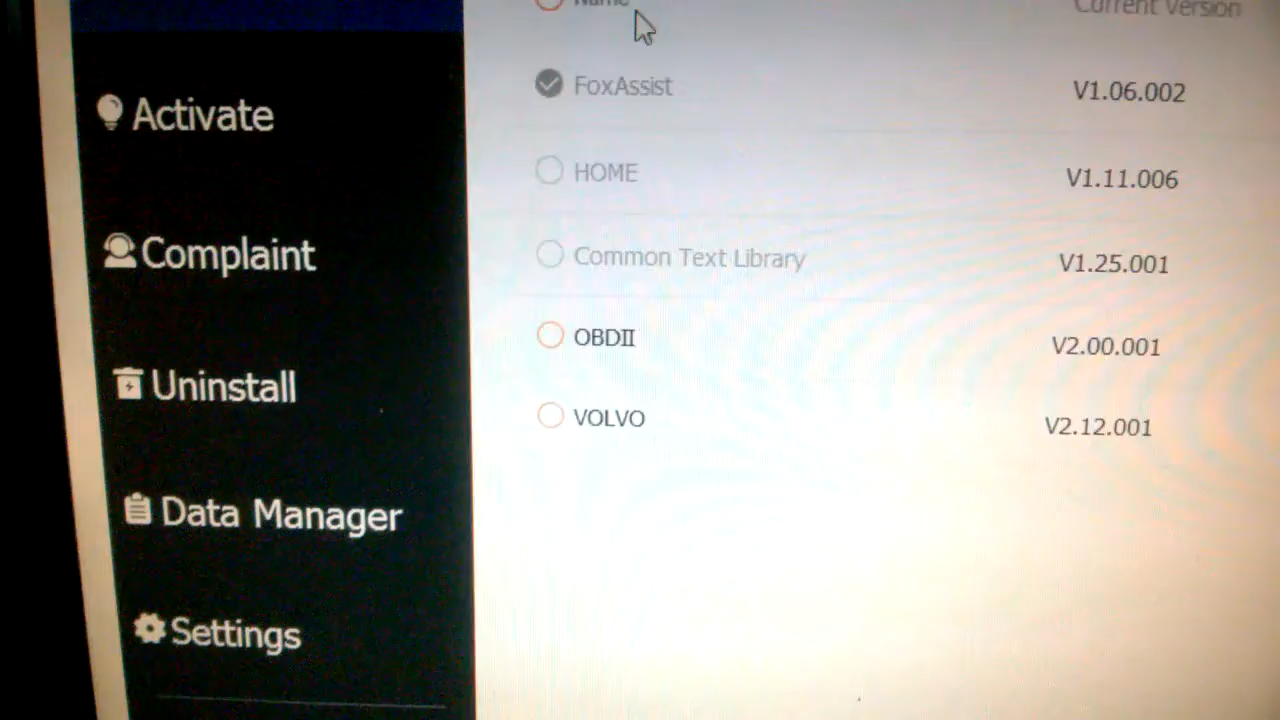 Name
Current Version
Activate
FoxAssist
V1.06.002
HOME
V1.11.006
Complaint
Common Text Library
V1.25.001
OBDII
V2.00.001
Uninstall
VOLVO
V2.12.001
Data Manager
Settings